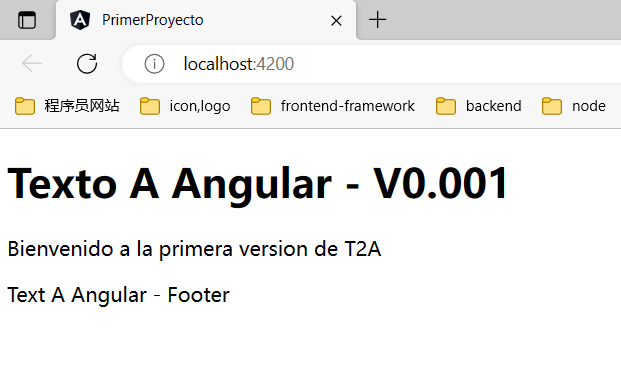 PrimerProyecto
localhost:4200
程序员网站 icon,logo frontend-framework backend node
Texto A Angular - V0.001
Bienvenido a la primera version de T2A
Text A Angular - Footer